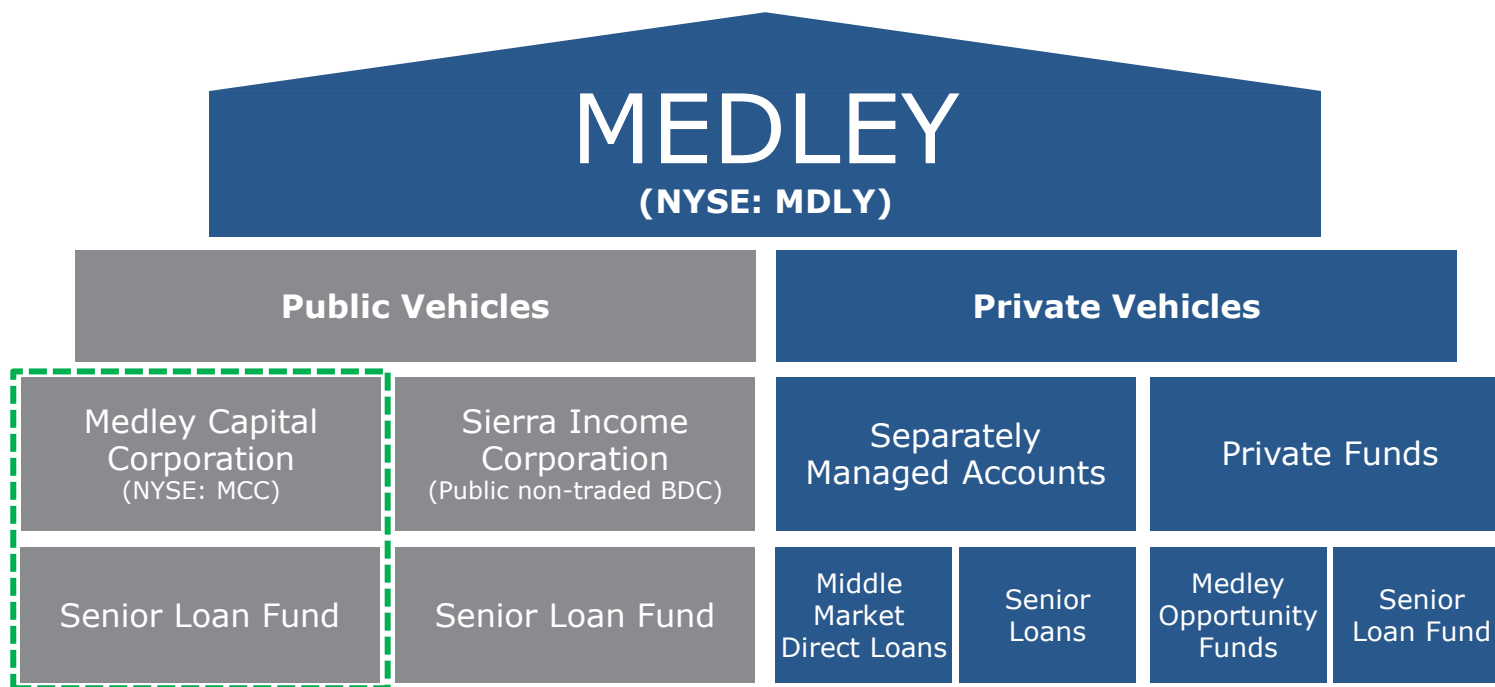 MEDLEY
(NYSE: MDLY)
Public Vehicles
Private Vehicles
Medley Capital
Corporation
(NYSE: MCC)
Sierra Income
Corporation
(Public non-traded BDC)
Separately
Managed Accounts
Private Funds
Senior Loan Fund
Senior Loan Fund
Middle
Market
Direct Loans
Senior
Loans
Medley
Opportunity
Funds
Senior
Loan Fund